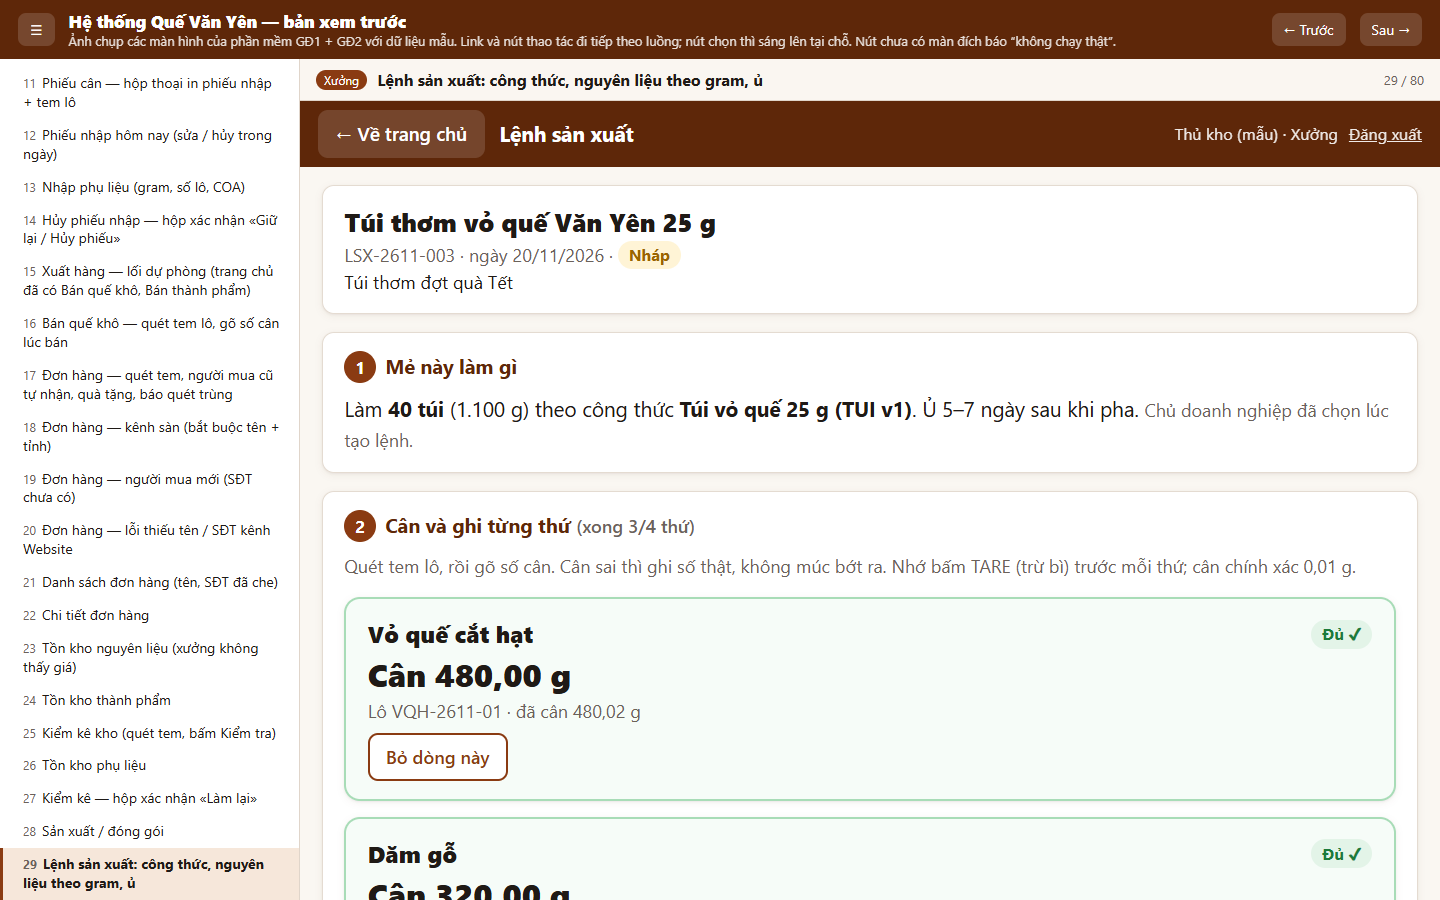 ☰
Hệ thống Quế Văn Yên — bản xem trước
Ảnh chụp các màn hình của phần mềm GĐ1 + GĐ2 với dữ liệu mẫu. Link và nút thao tác đi tiếp theo luồng; nút chọn thì sáng lên tại chỗ. Nút chưa có màn đích báo “không chạy thật”.
← Trước
Sau →
11 Phiếu cân — hộp thoại in phiếu nhập
+ tem lô
12 Phiếu nhập hôm nay (sửa / hủy trong
ngày)
13 Nhập phụ liệu (gram, số lô, COA)
14 Hủy phiếu nhập — hộp xác nhận «Giữ
lại / Hủy phiếu»
15 Xuất hàng — lối dự phòng (trang chủ
đã có Bán quế khô, Bán thành phẩm)
16 Bán quế khô — quét tem lô, gõ số cân
lúc bán
17 Đơn hàng — quét tem, người mua cũ
tự nhận, quà tặng, báo quét trùng
18 Đơn hàng — kênh sàn (bắt buộc tên +
tỉnh)
19 Đơn hàng — người mua mới (SĐT
chưa có)
20 Đơn hàng — lỗi thiếu tên / SĐT kênh
Website
21 Danh sách đơn hàng (tên, SĐT đã che)
22 Chi tiết đơn hàng
23 Tồn kho nguyên liệu (xưởng không
thấy giá)
24 Tồn kho thành phẩm
25 Kiểm kê kho (quét tem, bấm Kiểm tra)
26 Tồn kho phụ liệu
27 Kiểm kê — hộp xác nhận «Làm lại»
28 Sản xuất / đóng gói
29 Lệnh sản xuất: công thức, nguyên
liệu theo gram, ủ
Xưởng
Lệnh sản xuất: công thức, nguyên liệu theo gram, ủ
29 / 80
← Về trang chủ
Lệnh sản xuất
Thủ kho (mẫu) · Xưởng
Đăng xuất
Túi thơm vỏ quế Văn Yên 25 g
LSX-2611-003 · ngày 20/11/2026 · Nháp
Túi thơm đợt quà Tết
1 Mẻ này làm gì
Làm 40 túi (1.100 g) theo công thức Túi vỏ quế 25 g (TUI v1). Ủ 5–7 ngày sau khi pha. Chủ doanh nghiệp đã chọn lúc
tạo lệnh.
2 Cân và ghi từng thứ (xong 3/4 thứ)
Quét tem lô, rồi gõ số cân. Cân sai thì ghi số thật, không múc bớt ra. Nhớ bấm TARE (trừ bì) trước mỗi thứ; cân chính xác 0,01 g.
Vỏ quế cắt hạt
Đủ ✓
Cân 480,00 g
Lô VQH-2611-01 · đã cân 480,02 g
Bỏ dòng này
Dăm gỗ
Đủ ✓
Cân 320,00 g